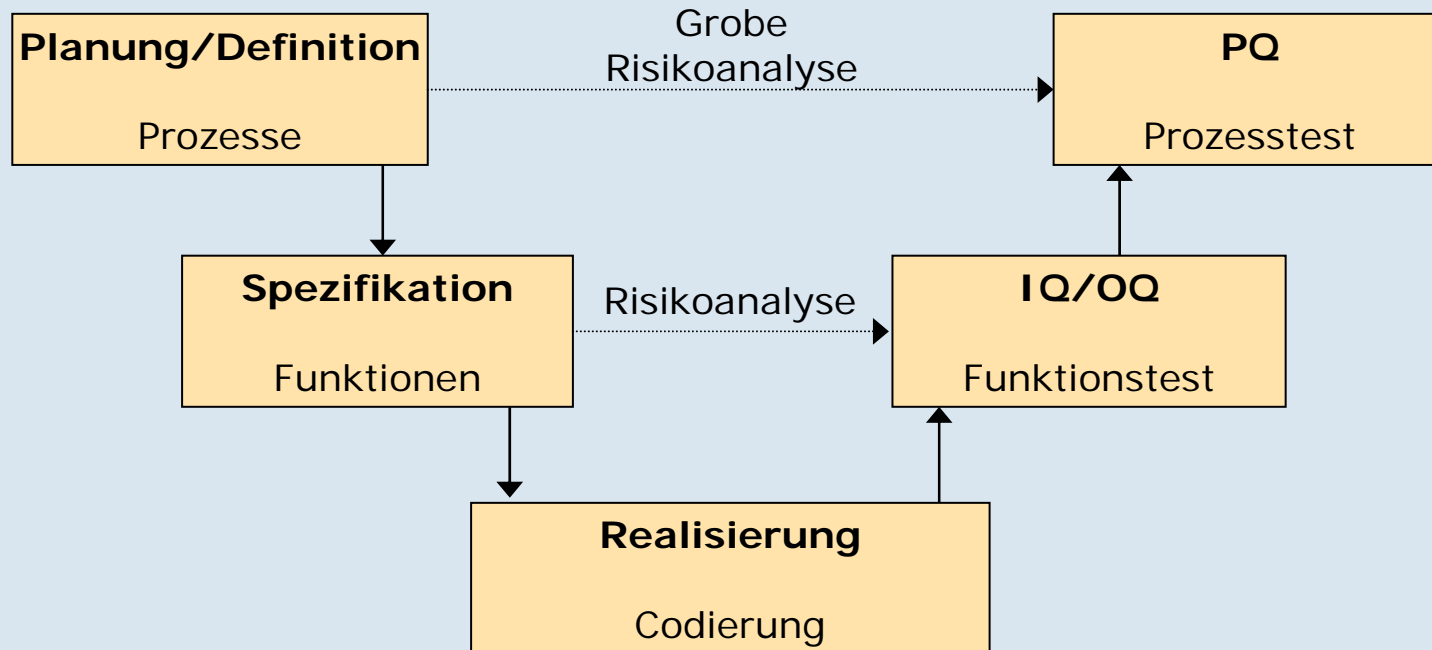 Planung/Definition
Prozesse
Grobe
Risikoanalyse
PQ
Prozesstest
Spezifikation
Funktionen
Risikoanalyse
IQ/OQ
Funktionstest
Realisierung
Codierung